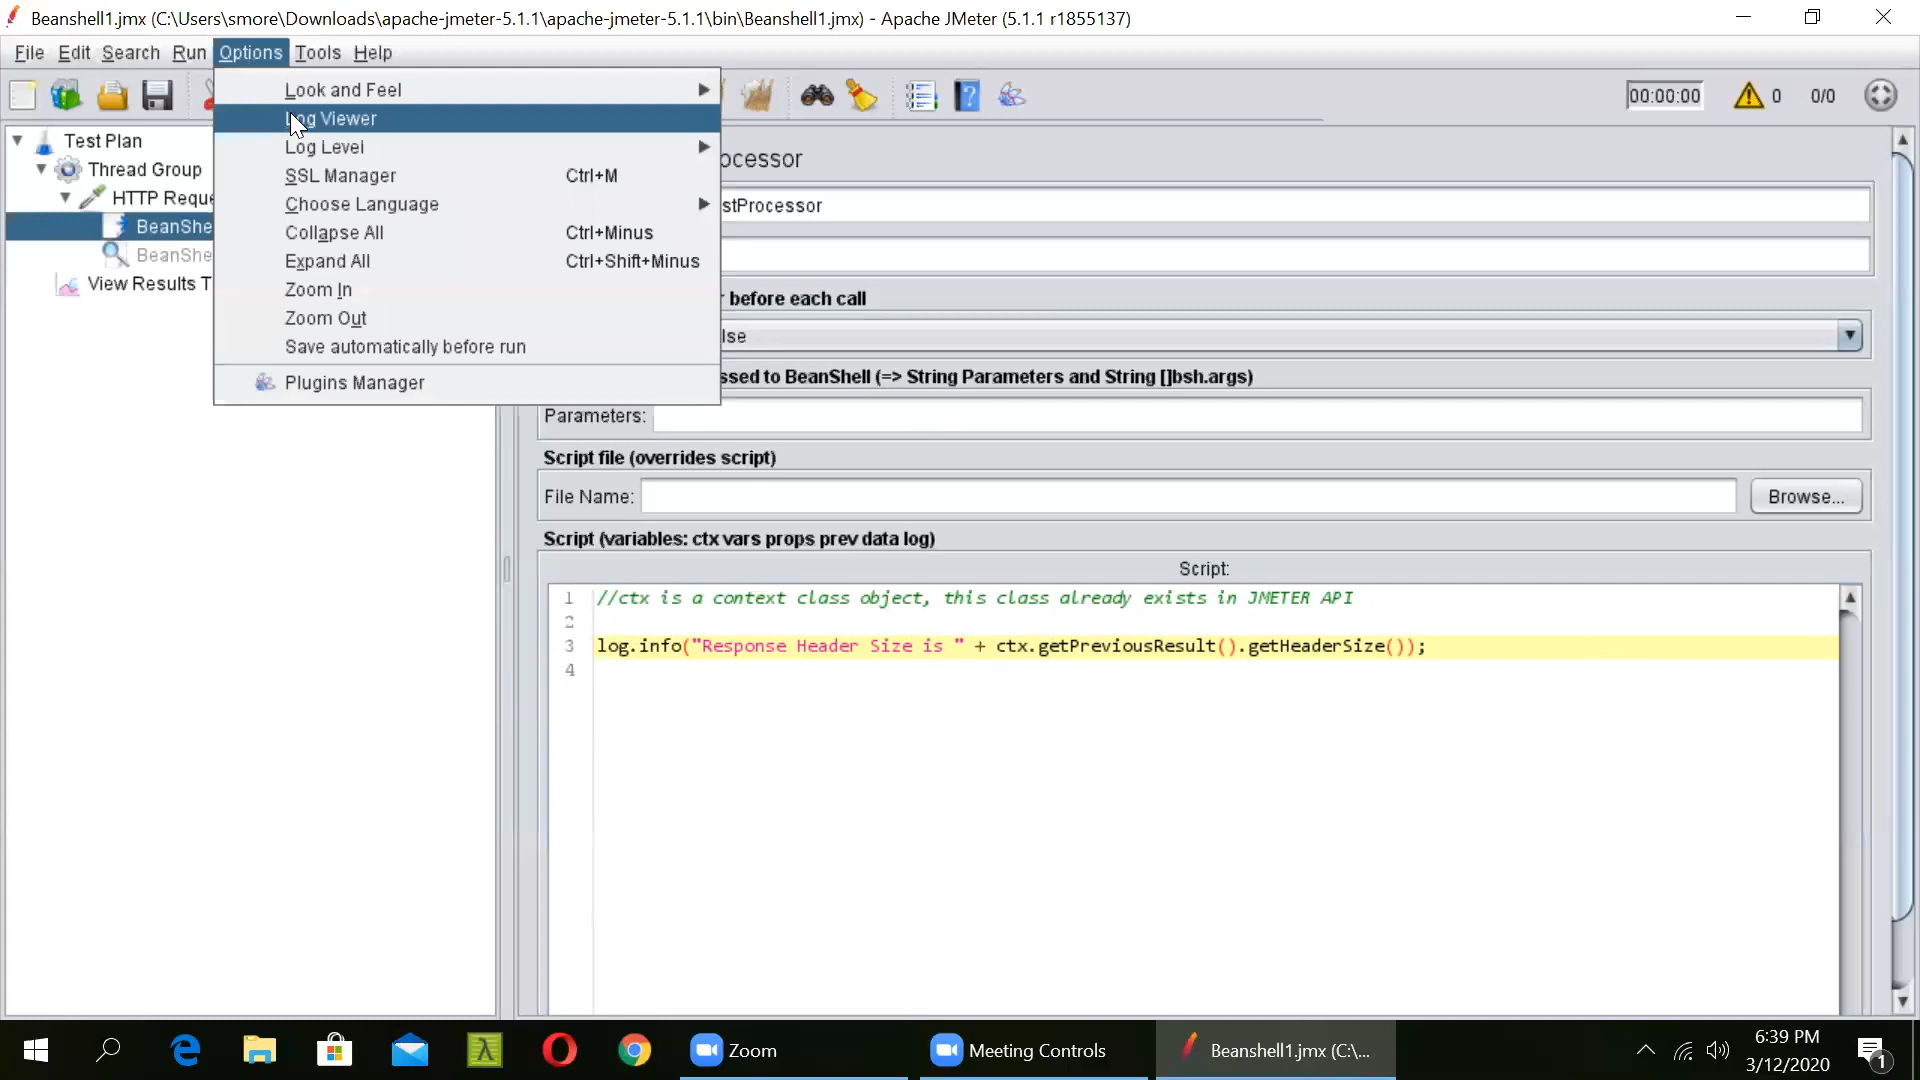 Beanshell1.jmx (C:\Users\smore\Downloads\apache-jmeter-5.1.1\apache-jmeter-5.1.1\bin\Beanshell1.jmx) - Apache JMeter (5.1.1 r1855137)
File Edit Search Run Options Tools Help
00:00:00 0 0/0
Look and Feel
Log Viewer
Log Level
SSL Manager Ctrl+M
Choose Language
Collapse All Ctrl+Minus
Expand All Ctrl+Shift+Minus
Zoom In
Zoom Out
Save automatically before run
Plugins Manager
Test Plan
Thread Group
HTTP Reque
BeanShe
BeanShe
View Results T
ocessor
stProcessor
r before each call
lse
ssed to BeanShell (=> String Parameters and String []bsh.args)
Parameters:
Script file (overrides script)
File Name: Browse...
Script (variables: ctx vars props prev data log)
Script:
1 //ctx is a context class object, this class already exists in JMETER API
2
3 log.info("Response Header Size is " + ctx.getPreviousResult().getHeaderSize());
4
Zoom
Meeting Controls
Beanshell1.jmx (C:\...
6:39 PM
3/12/2020
1